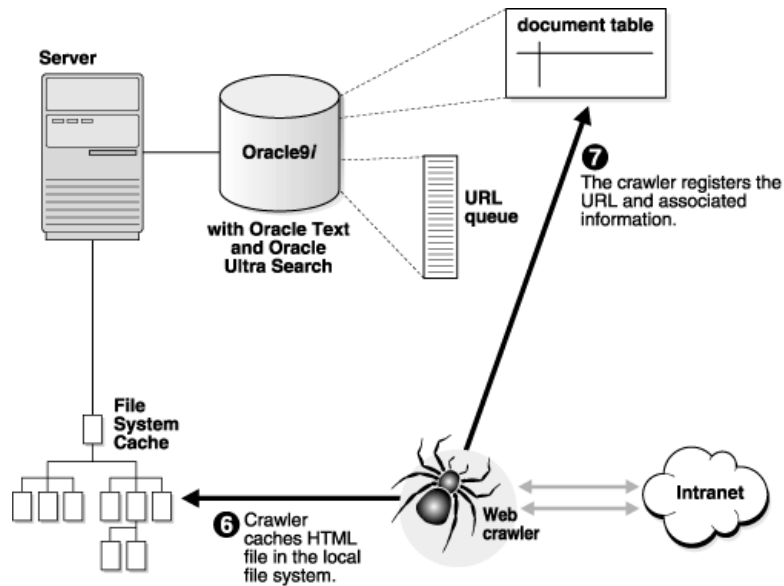 Server
document table
Oracle9i
with Oracle Text
and Oracle
Ultra Search
URL
queue
7
The crawler registers the
URL and associated
information.
File
System
Cache
6 Crawler
caches HTML
file in the local
file system.
Web
crawler
Intranet